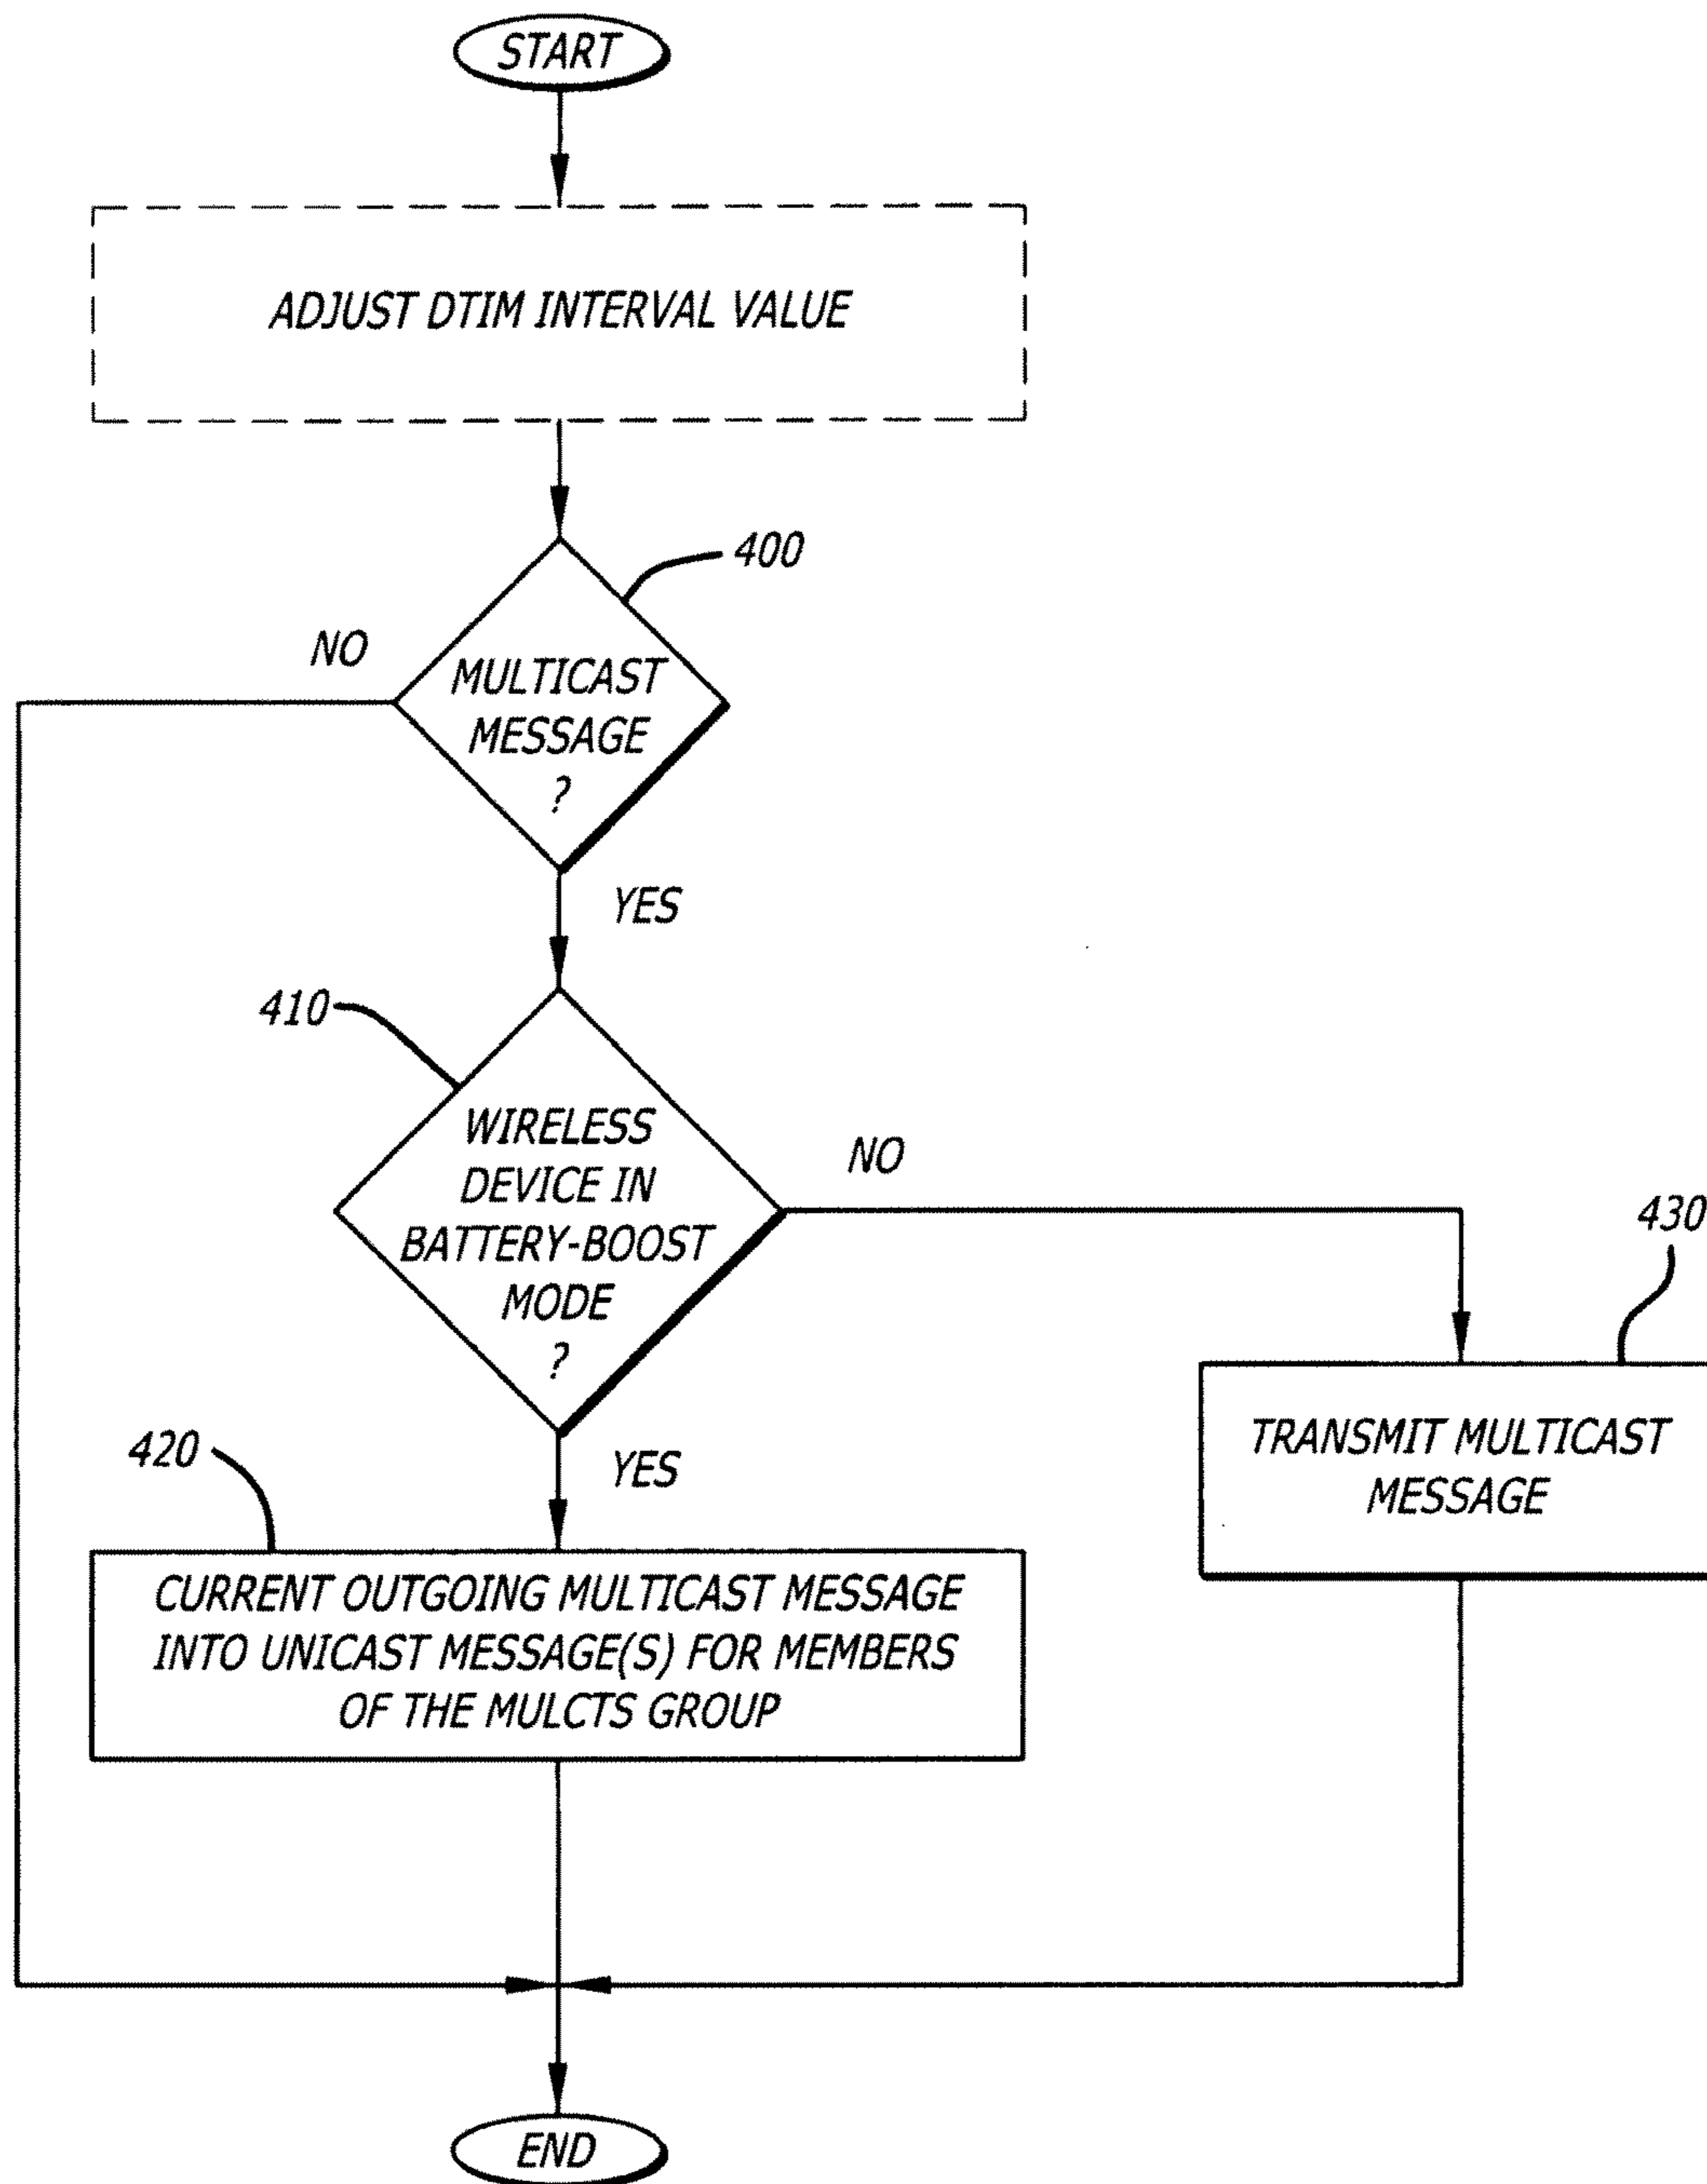 START
ADJUST DTIM INTERVAL VALUE
400
NO
MULTICAST
MESSAGE
?
YES
410
WIRELESS
DEVICE IN
BATTERY-BOOST
MODE
?
NO
430
YES
TRANSMIT MULTICAST
MESSAGE
420
CURRENT OUTGOING MULTICAST MESSAGE
INTO UNICAST MESSAGE(S) FOR MEMBERS
OF THE MULCTS GROUP
END